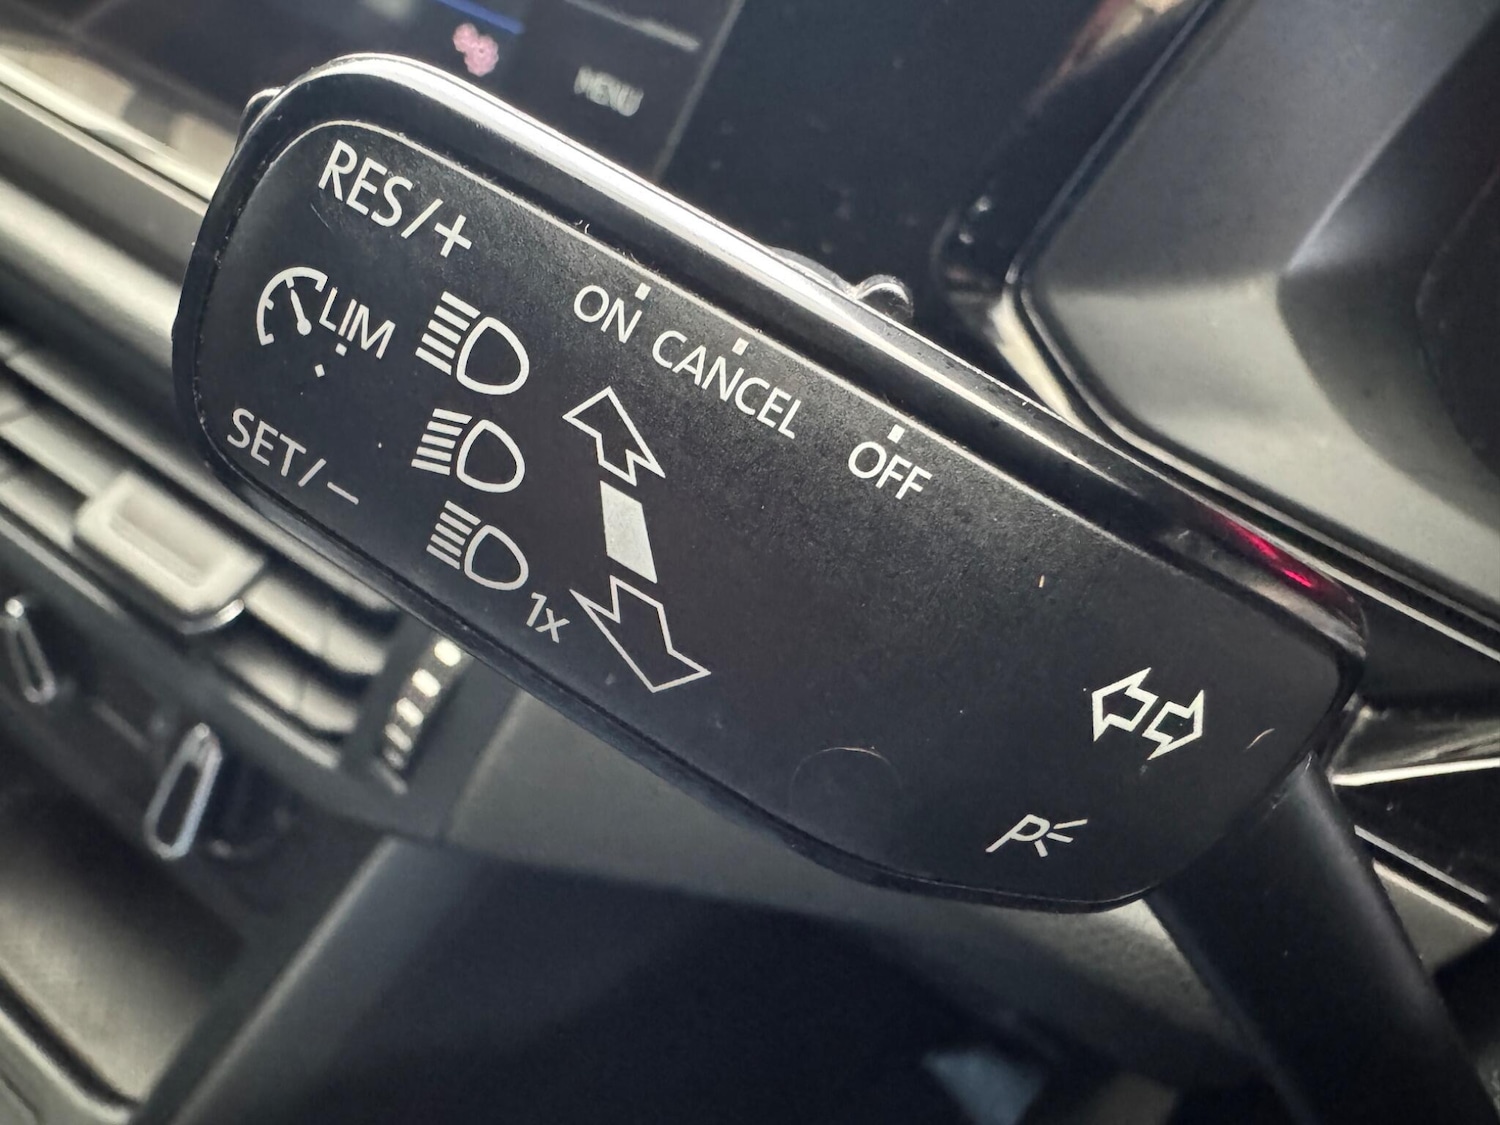 MENU
RES/+
ON CANCEL OFF
LIM
SET/−
1x
P